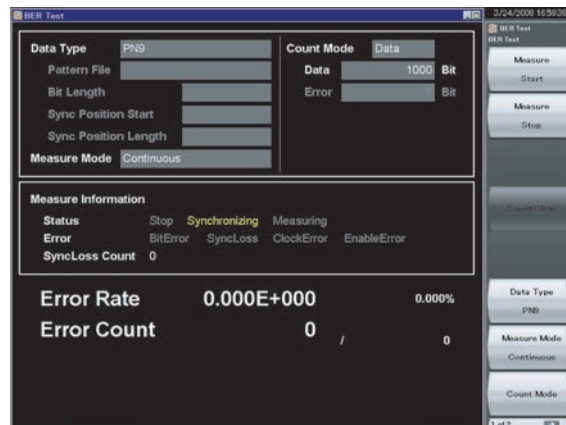 BER Test
3/24/2008 16:58:38
BER Test
BER Test
Data Type PN9
Count Mode Data
Pattern File
Data 1000 Bit
Bit Length
Error Bit
Sync Position Start
Sync Position Length
Measure Mode Continuous
Measure Information
Status Stop Synchronizing Measuring
Error BitError SyncLoss ClockError EnableError
SyncLoss Count 0
Error Rate 0.000E+000 0.000%
Error Count 0 / 0
Measure
Start
Measure
Stop
Count Clear
Data Type
PN9
Measure Mode
Continuous
Count Mode
1 of 2